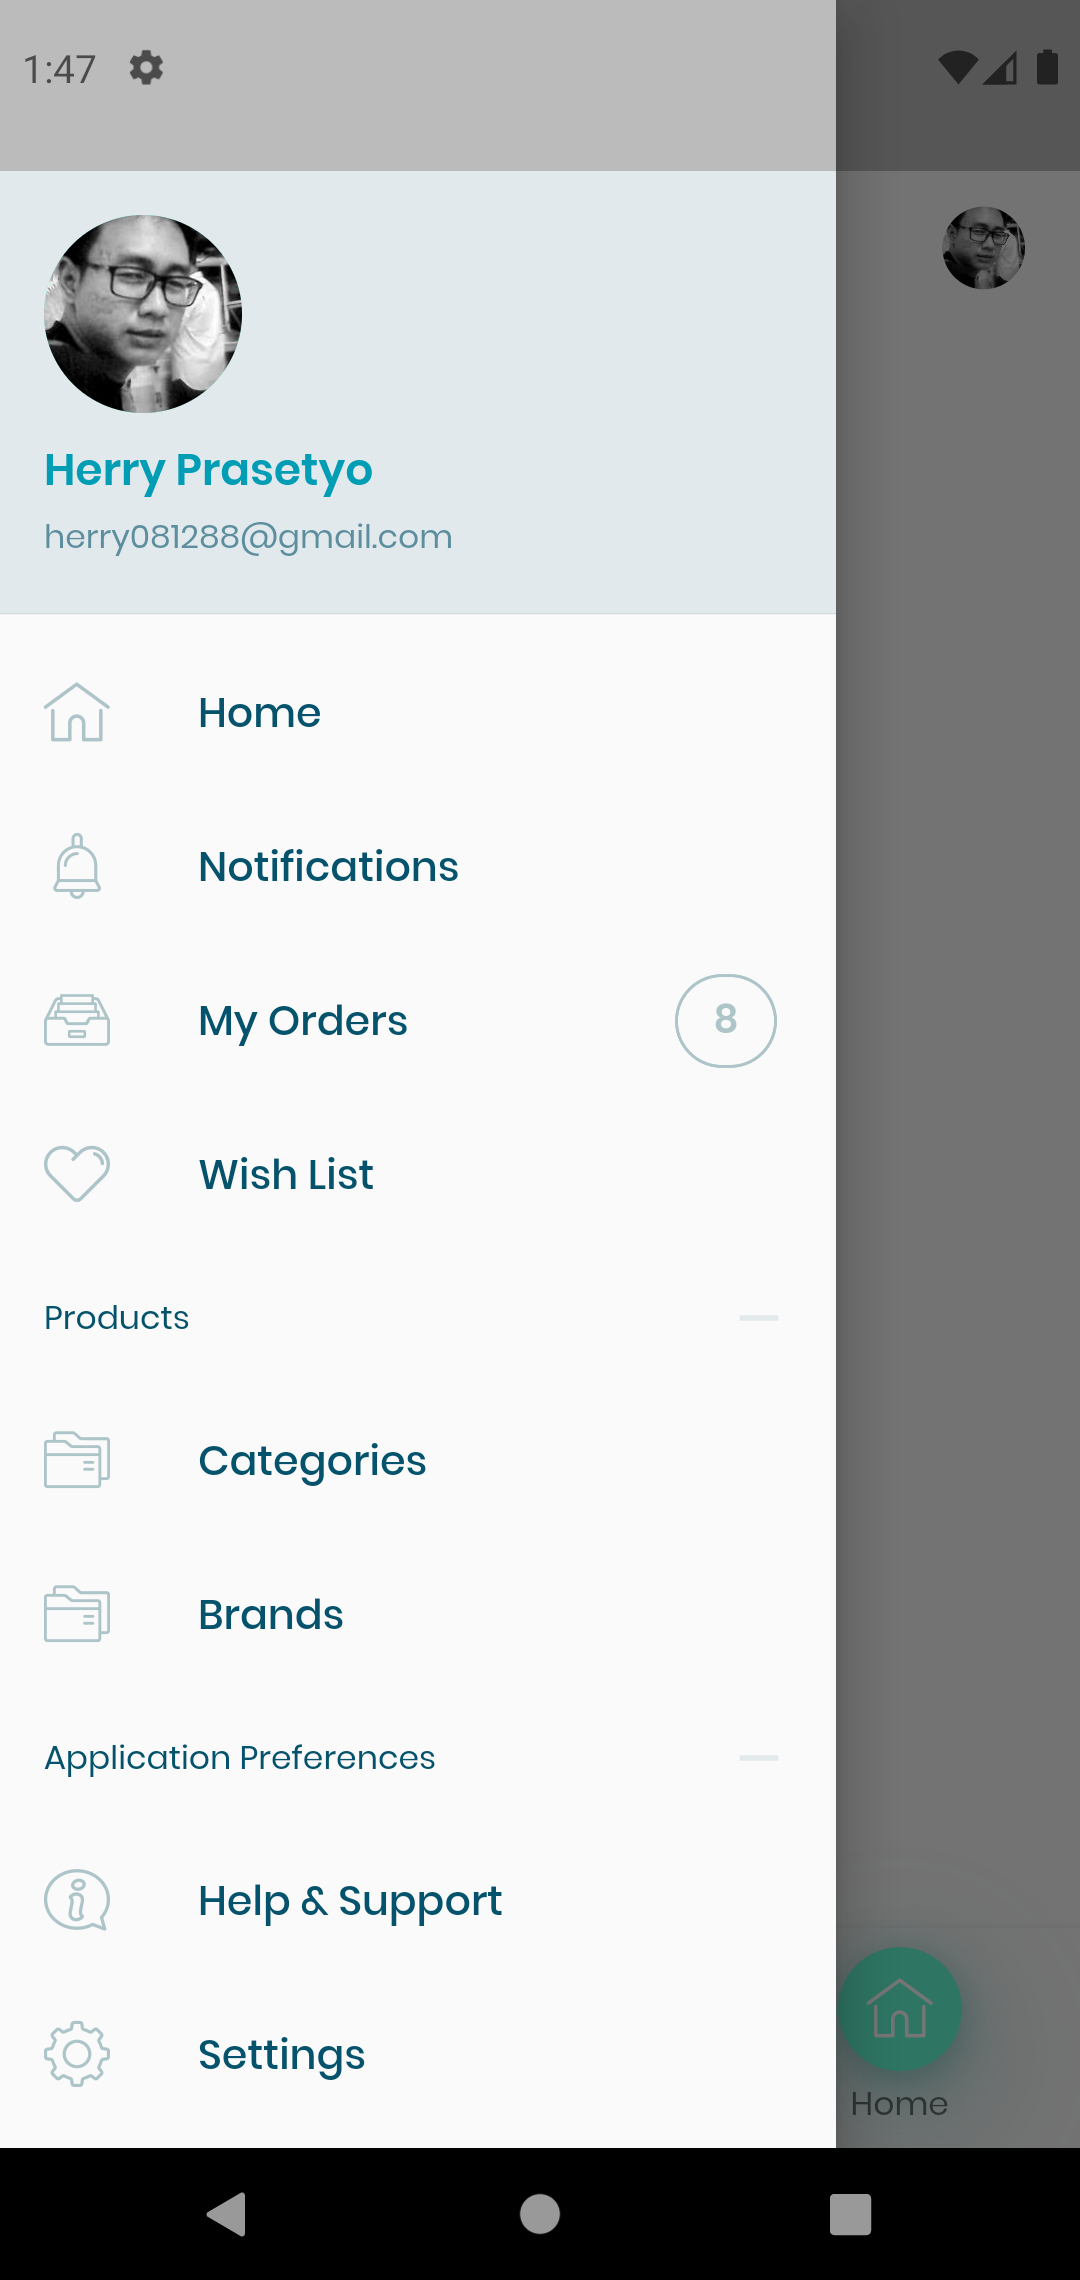 1:47
Herry Prasetyo
herry081288@gmail.com
Home
Notifications
My Orders
8
Wish List
Products
Categories
Brands
Application Preferences
Help & Support
Settings
Home